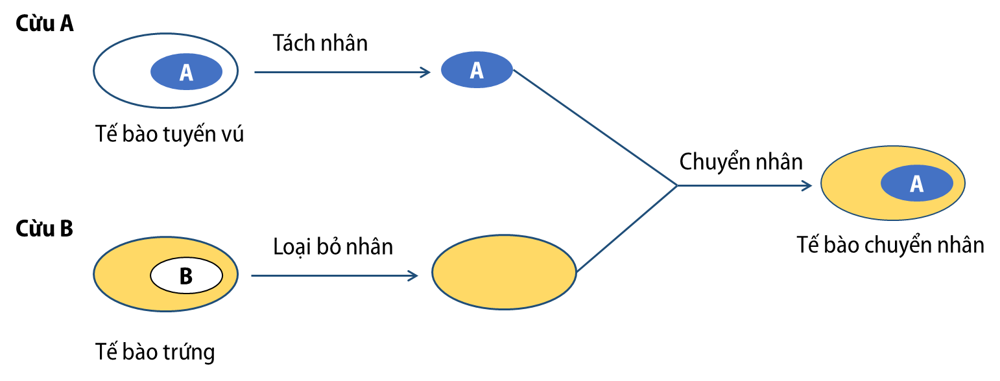 Cừu A
A
Tách nhân
A
Tế bào tuyến vú
Chuyển nhân
A
Cừu B
B
Loại bỏ nhân
Tế bào chuyển nhân
Tế bào trứng